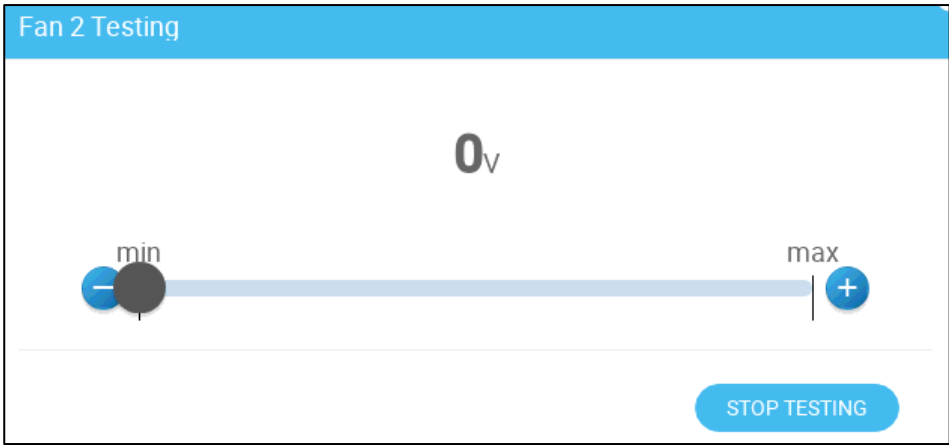 Fan 2 Testing
0V
min max
− +
STOP TESTING